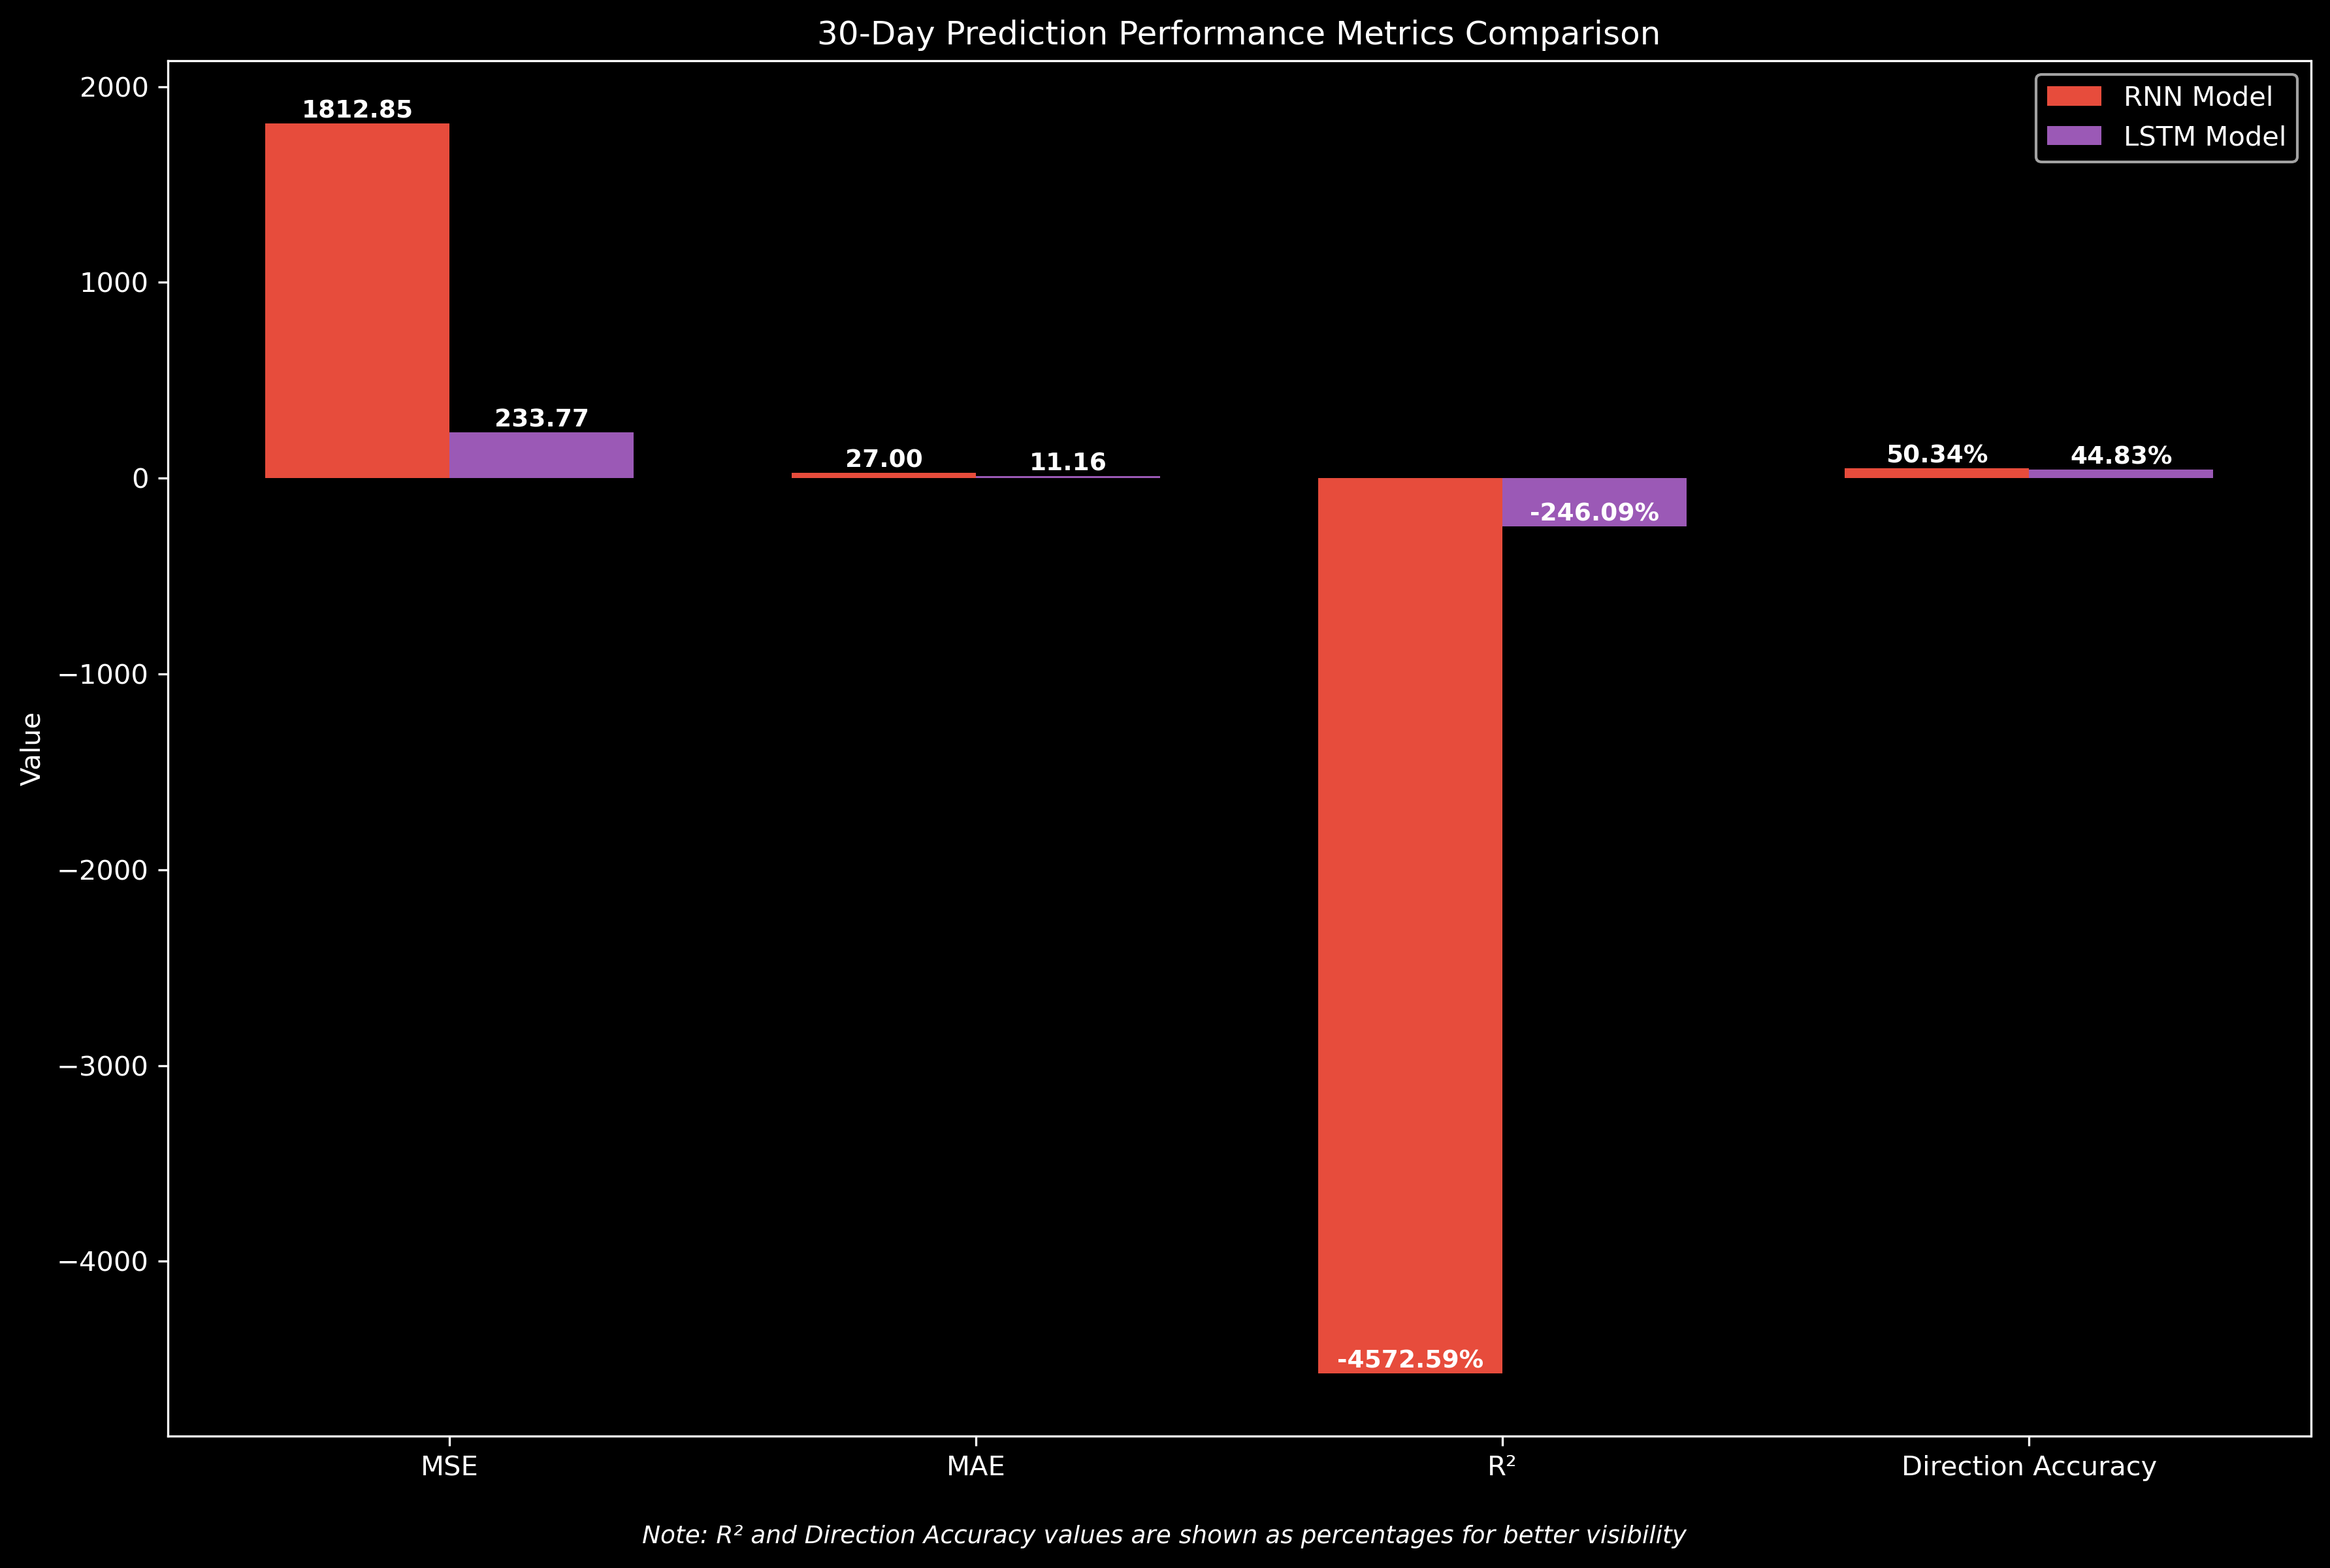 30-Day Prediction Performance Metrics Comparison
RNN Model
LSTM Model
2000
1000
0
−1000
−2000
−3000
−4000
Value
1812.85
233.77
27.00
11.16
-4572.59%
-246.09%
50.34%
44.83%
MSE
MAE
R²
Direction Accuracy
Note: R² and Direction Accuracy values are shown as percentages for better visibility